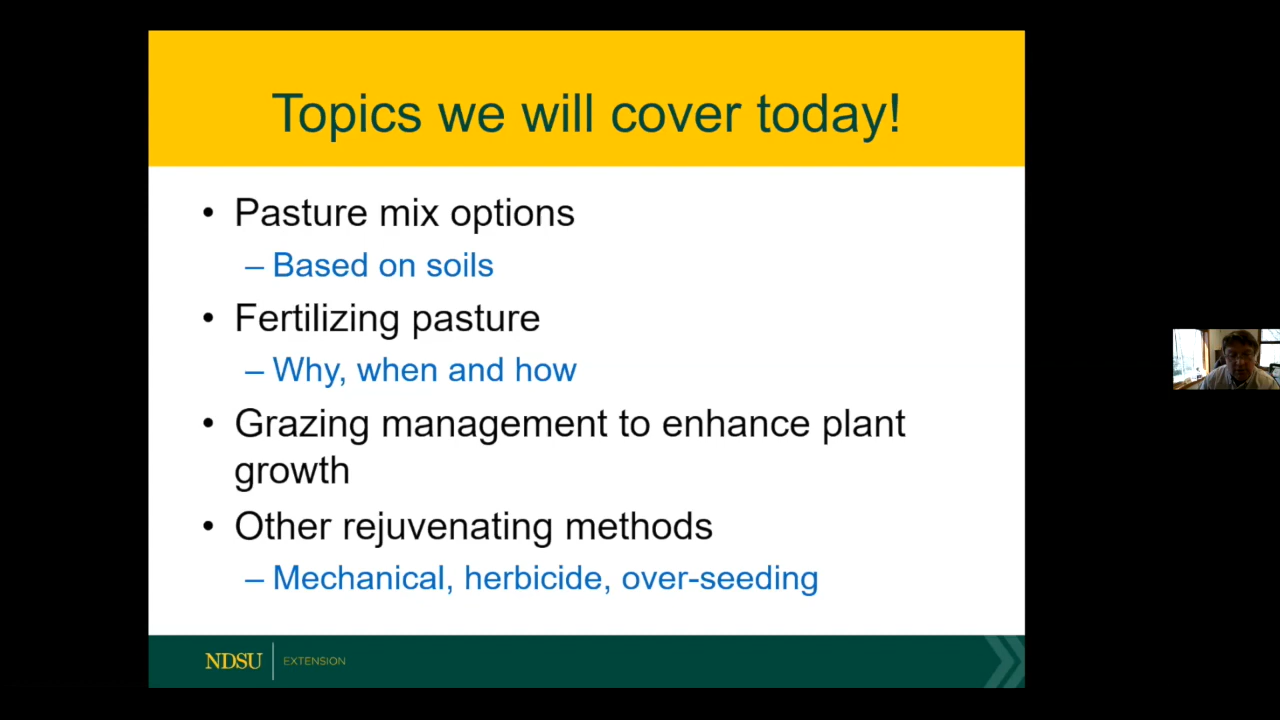 Topics we will cover today!
• Pasture mix options
– Based on soils
• Fertilizing pasture
– Why, when and how
• Grazing management to enhance plant
growth
• Other rejuvenating methods
– Mechanical, herbicide, over-seeding
NDSU EXTENSION